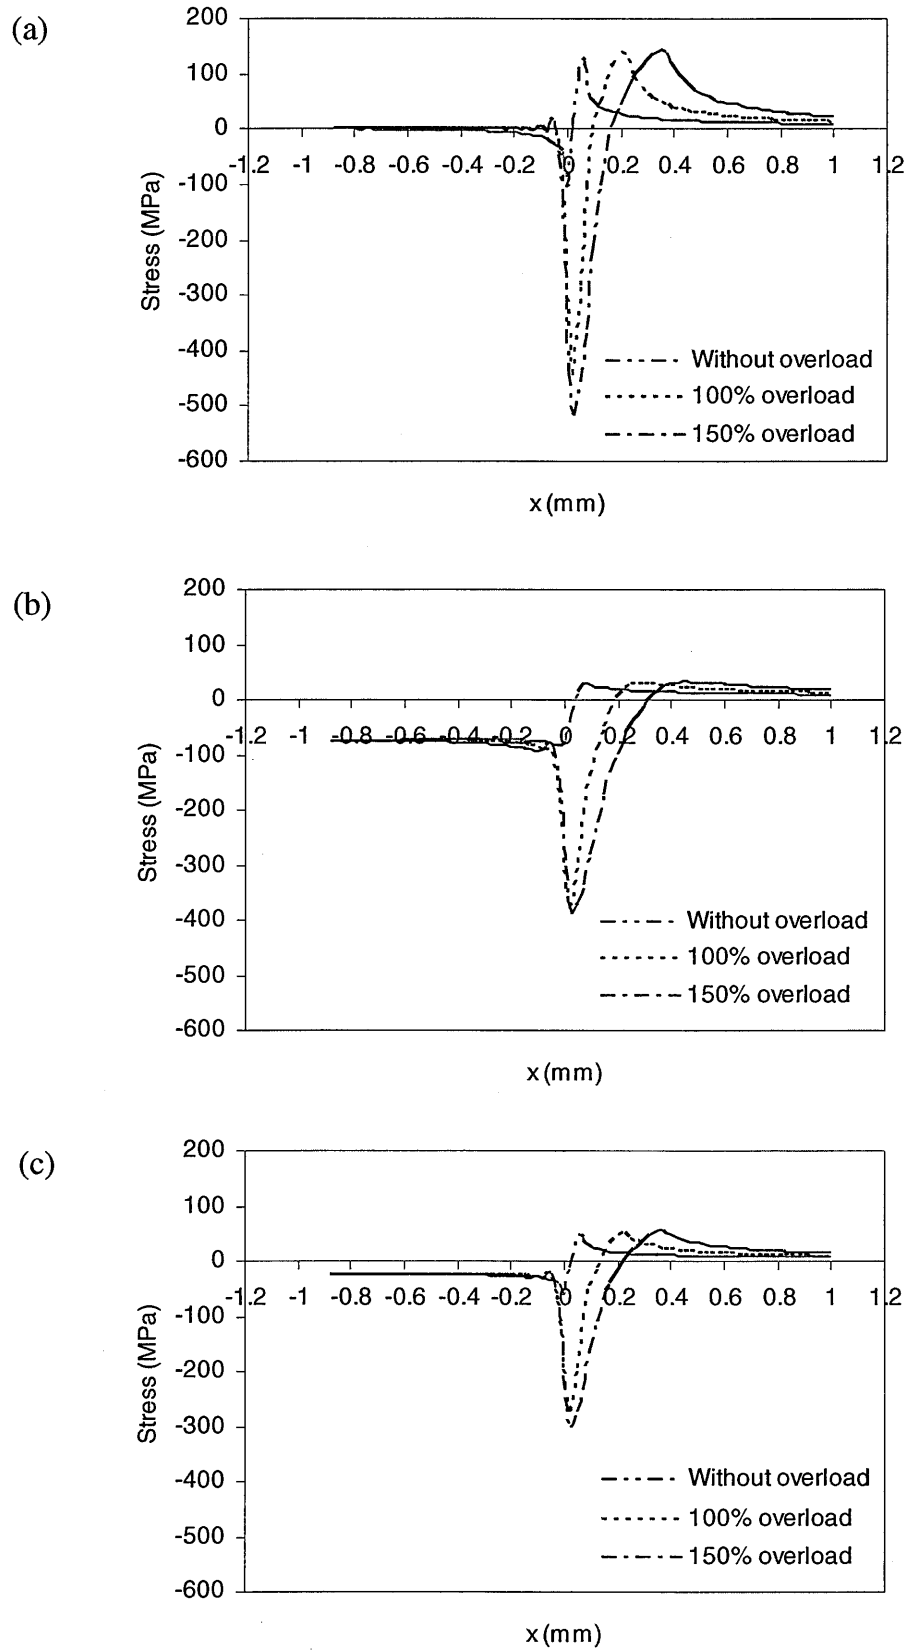 (a)
200
100
0
-1.2 -1 -0.8 -0.6 -0.4 -0.2 0 0.2 0.4 0.6 0.8 1 1.2
-100
-200
-300
-400
-500
-600
Stress (MPa)
Without overload
100% overload
150% overload
x (mm)
(b)
200
100
0
-1.2 -1 -0.8 -0.6 -0.4 -0.2 0 0.2 0.4 0.6 0.8 1 1.2
-100
-200
-300
-400
-500
-600
Stress (MPa)
Without overload
100% overload
150% overload
x (mm)
(c)
200
100
0
-1.2 -1 -0.8 -0.6 -0.4 -0.2 0 0.2 0.4 0.6 0.8 1 1.2
-100
-200
-300
-400
-500
-600
Stress (MPa)
Without overload
100% overload
150% overload
x (mm)